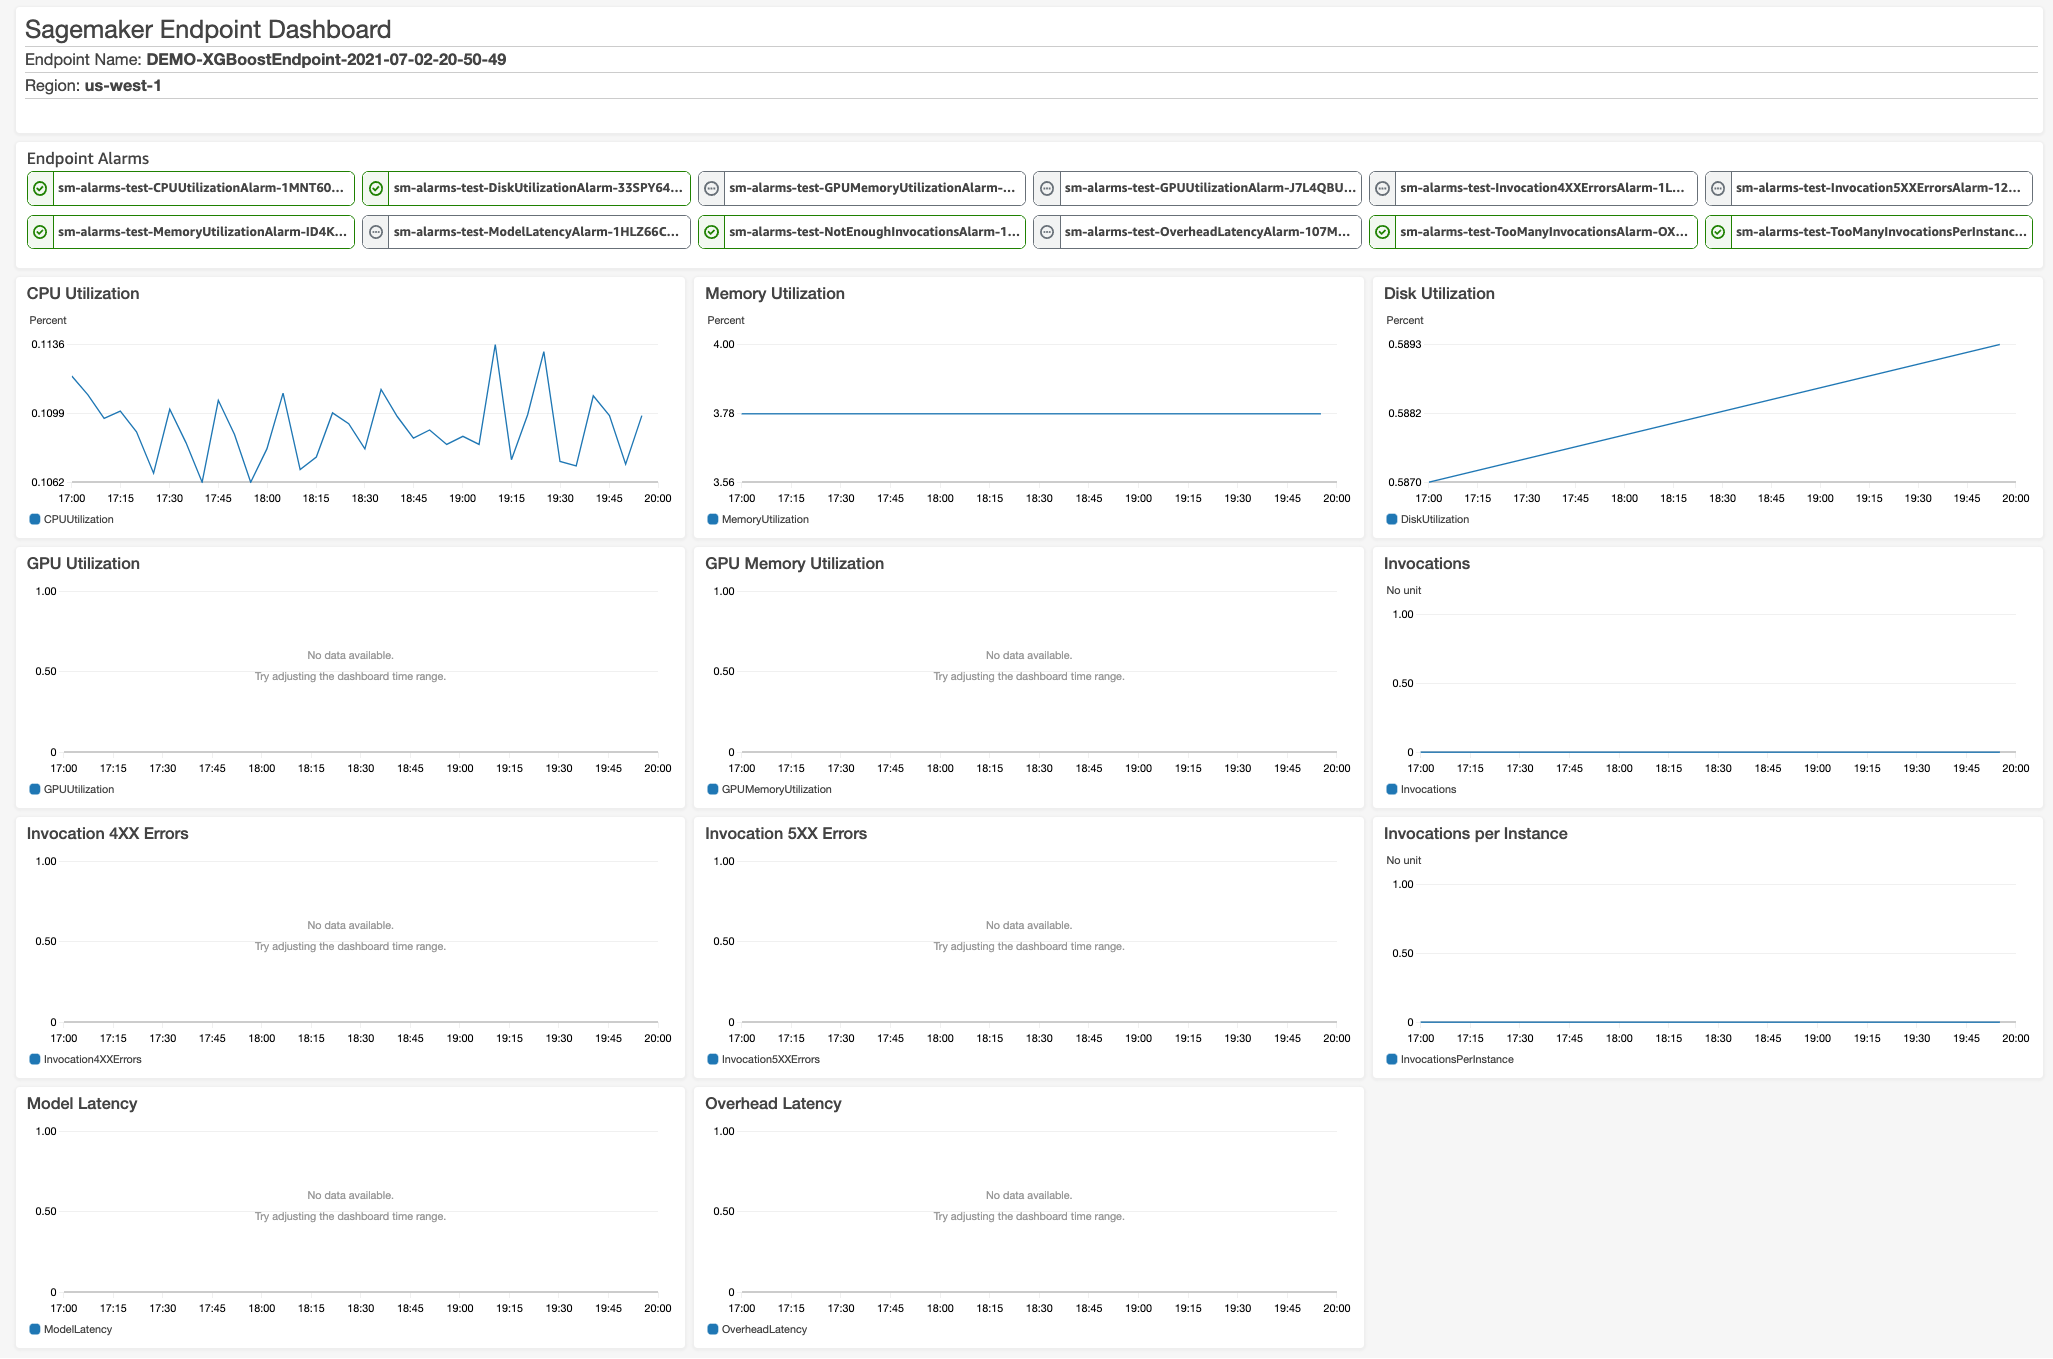 Sagemaker Endpoint Dashboard
Endpoint Name: DEMO-XGBoostEndpoint-2021-07-02-20-50-49
Region: us-west-1
Endpoint Alarms
sm-alarms-test-CPUUtilizationAlarm-1MNT60...
sm-alarms-test-DiskUtilizationAlarm-33SPY64...
sm-alarms-test-GPUMemoryUtilizationAlarm-...
sm-alarms-test-GPUUtilizationAlarm-J7L4QBU...
sm-alarms-test-Invocation4XXErrorsAlarm-1L...
sm-alarms-test-Invocation5XXErrorsAlarm-12...
sm-alarms-test-MemoryUtilizationAlarm-ID4K...
sm-alarms-test-ModelLatencyAlarm-1HLZ66C...
sm-alarms-test-NotEnoughInvocationsAlarm-1...
sm-alarms-test-OverheadLatencyAlarm-107M...
sm-alarms-test-TooManyInvocationsAlarm-OX...
sm-alarms-test-TooManyInvocationsPerInstanc...
CPU Utilization
Percent
0.1136
0.1099
0.1062
17:00 17:15 17:30 17:45 18:00 18:15 18:30 18:45 19:00 19:15 19:30 19:45 20:00
CPUUtilization
Memory Utilization
Percent
4.00
3.78
3.56
17:00 17:15 17:30 17:45 18:00 18:15 18:30 18:45 19:00 19:15 19:30 19:45 20:00
MemoryUtilization
Disk Utilization
Percent
0.5893
0.5882
0.5870
17:00 17:15 17:30 17:45 18:00 18:15 18:30 18:45 19:00 19:15 19:30 19:45 20:00
DiskUtilization
GPU Utilization
1.00
No data available.
0.50
Try adjusting the dashboard time range.
0
17:00 17:15 17:30 17:45 18:00 18:15 18:30 18:45 19:00 19:15 19:30 19:45 20:00
GPUUtilization
GPU Memory Utilization
1.00
No data available.
0.50
Try adjusting the dashboard time range.
0
17:00 17:15 17:30 17:45 18:00 18:15 18:30 18:45 19:00 19:15 19:30 19:45 20:00
GPUMemoryUtilization
Invocations
No unit
1.00
0.50
0
17:00 17:15 17:30 17:45 18:00 18:15 18:30 18:45 19:00 19:15 19:30 19:45 20:00
Invocations
Invocation 4XX Errors
1.00
No data available.
0.50
Try adjusting the dashboard time range.
0
17:00 17:15 17:30 17:45 18:00 18:15 18:30 18:45 19:00 19:15 19:30 19:45 20:00
Invocation4XXErrors
Invocation 5XX Errors
1.00
No data available.
0.50
Try adjusting the dashboard time range.
0
17:00 17:15 17:30 17:45 18:00 18:15 18:30 18:45 19:00 19:15 19:30 19:45 20:00
Invocation5XXErrors
Invocations per Instance
No unit
1.00
0.50
0
17:00 17:15 17:30 17:45 18:00 18:15 18:30 18:45 19:00 19:15 19:30 19:45 20:00
InvocationsPerInstance
Model Latency
1.00
No data available.
0.50
Try adjusting the dashboard time range.
0
17:00 17:15 17:30 17:45 18:00 18:15 18:30 18:45 19:00 19:15 19:30 19:45 20:00
ModelLatency
Overhead Latency
1.00
No data available.
0.50
Try adjusting the dashboard time range.
0
17:00 17:15 17:30 17:45 18:00 18:15 18:30 18:45 19:00 19:15 19:30 19:45 20:00
OverheadLatency